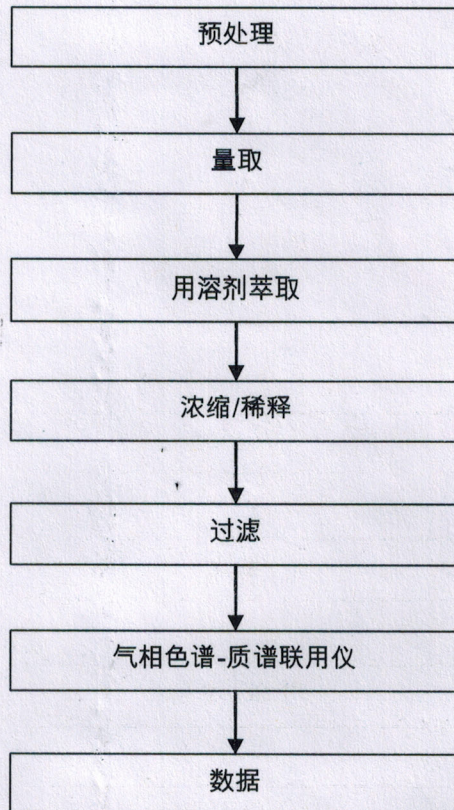 预处理
量取
用溶剂萃取
浓缩/稀释
过滤
气相色谱-质谱联用仪
数据